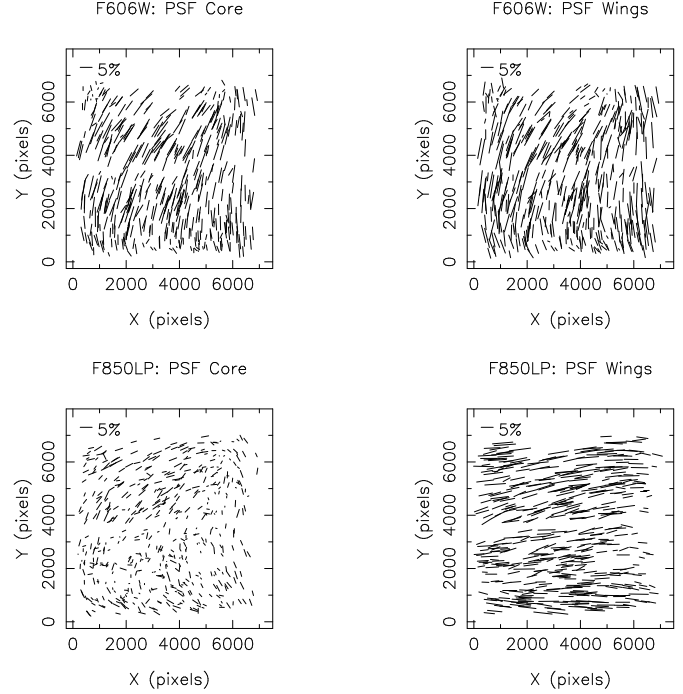 F606W: PSF Core
5%
Y (pixels)
0 2000 4000 6000
0 2000 4000 6000
X (pixels)
F606W: PSF Wings
5%
Y (pixels)
0 2000 4000 6000
0 2000 4000 6000
X (pixels)
F850LP: PSF Core
5%
Y (pixels)
0 2000 4000 6000
0 2000 4000 6000
X (pixels)
F850LP: PSF Wings
5%
Y (pixels)
0 2000 4000 6000
0 2000 4000 6000
X (pixels)